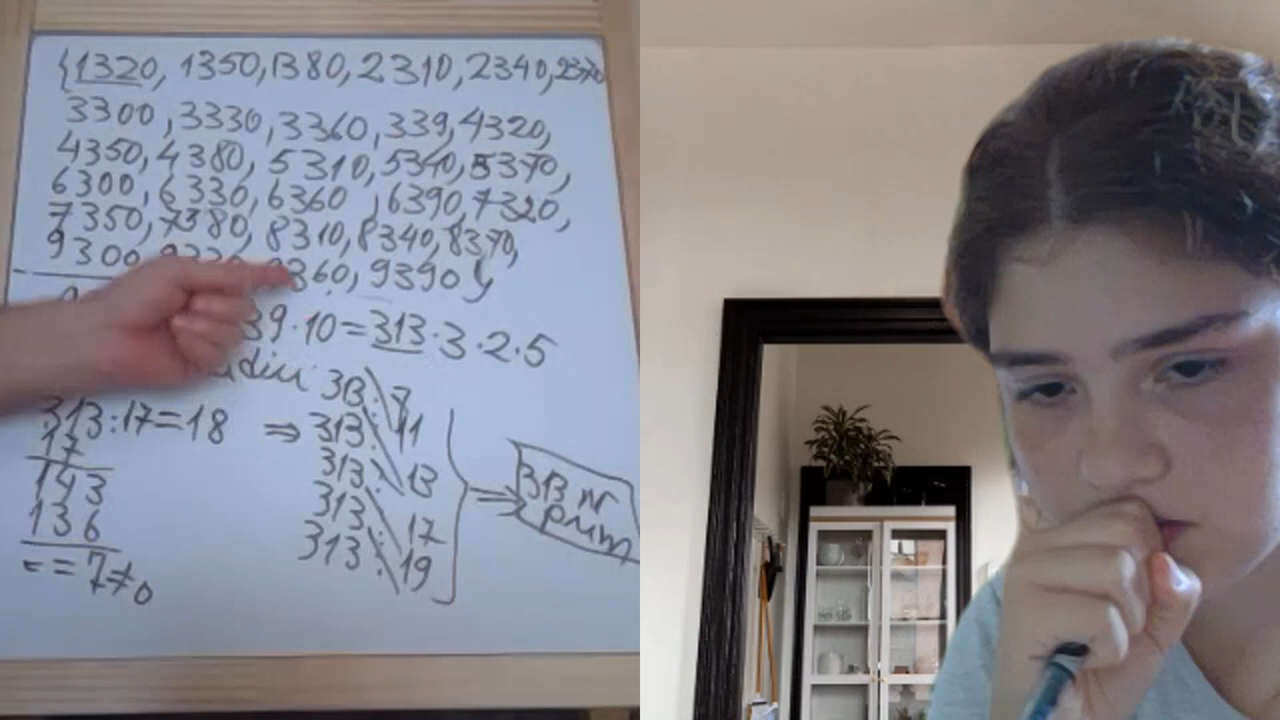 {1320, 1350, 1380, 2310, 2340, 2370
3300, 3330, 3360, 339, 4320,
4350, 4380, 5310, 5340, 5370,
6300, 6330, 6360, 6390, 7320,
7350, 7380, 8310, 8340, 8370,
9300, 9360, 9390}
39·10=313·3·2·5
313:17=18 ⇒ 313:7
17 313:11
143 313:13
136 313:17
==7≠0 313:19
⇒ 313 nr
prim